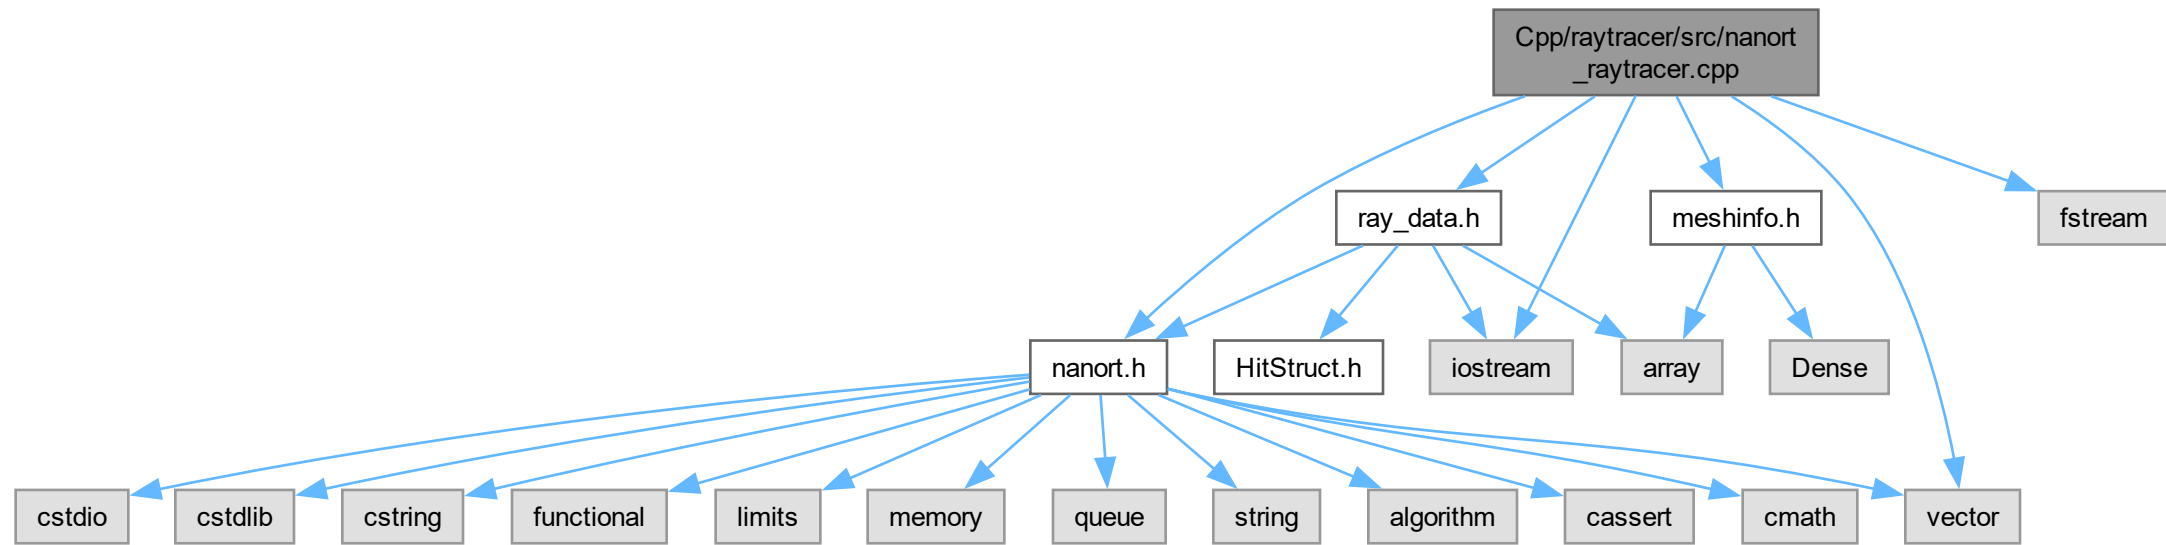 Cpp/raytracer/src/nanort
_raytracer.cpp
ray_data.h
meshinfo.h
fstream
nanort.h
HitStruct.h
iostream
array
Dense
cstdio
cstdlib
cstring
functional
limits
memory
queue
string
algorithm
cassert
cmath
vector